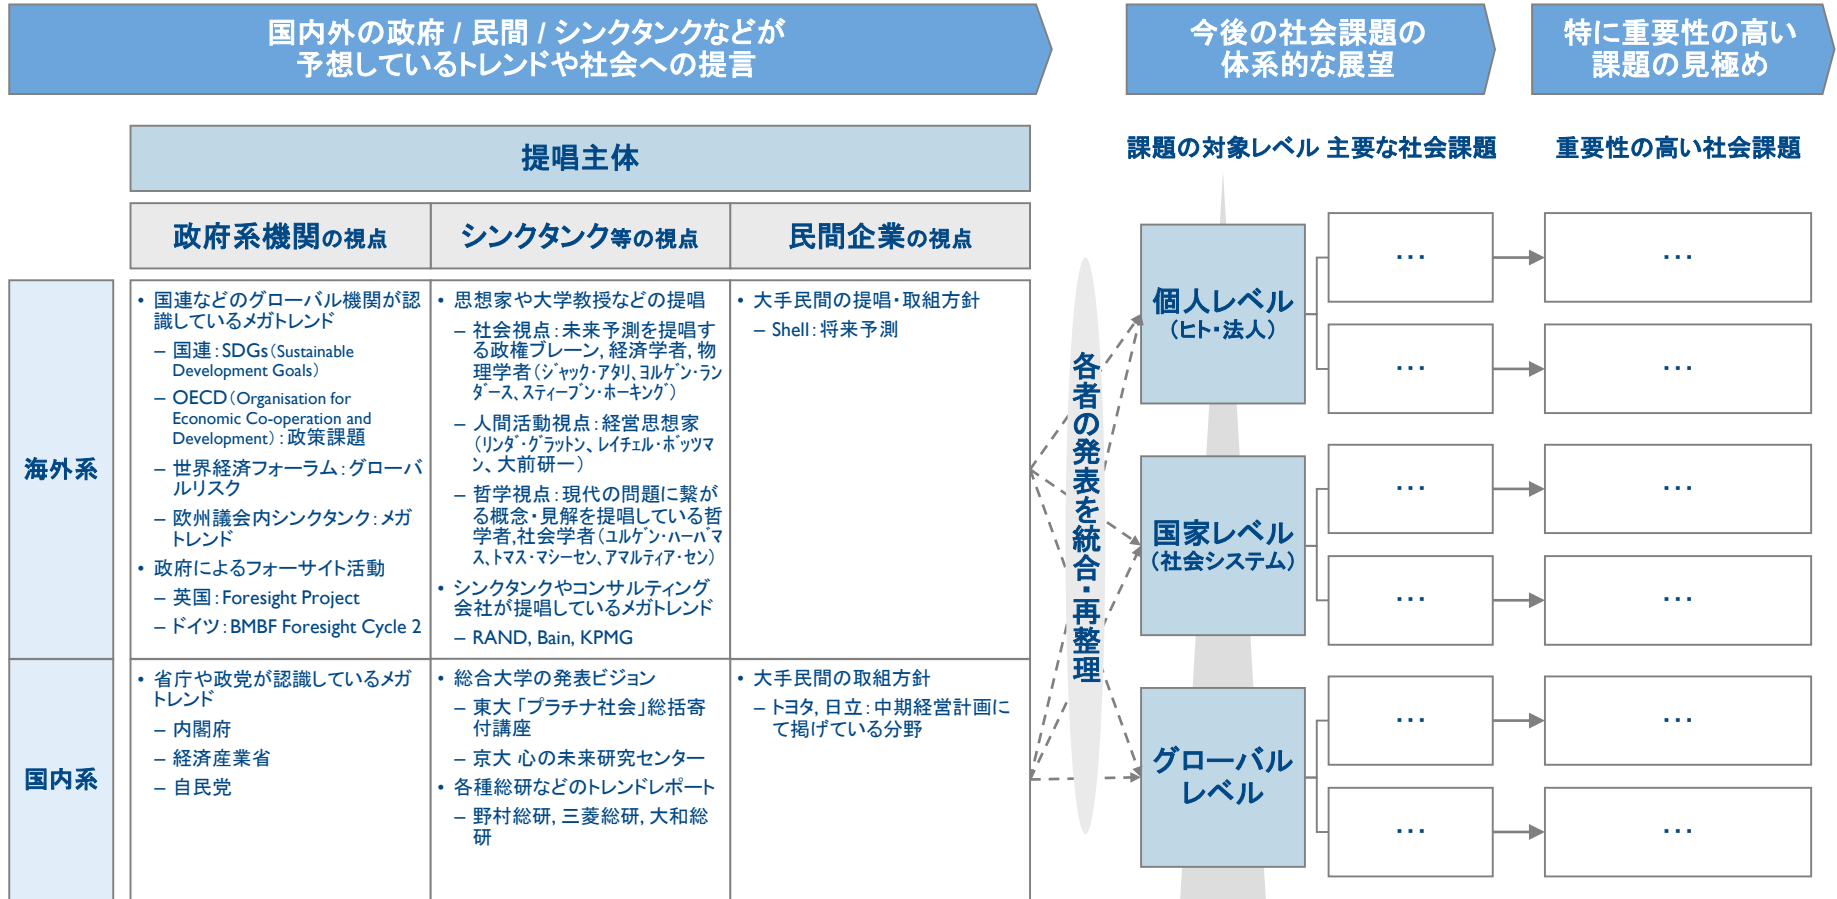 国内外の政府 / 民間 / シンクタンクなどが
予想しているトレンドや社会への提言
今後の社会課題の
体系的な展望
特に重要性の高い
課題の見極め
提唱主体
課題の対象レベル
主要な社会課題
重要性の高い社会課題
政府系機関の視点
シンクタンク等の視点
民間企業の視点
海外系
• 国連などのグローバル機関が認
識しているメガトレンド
– 国連：SDGs（Sustainable
Development Goals）
– OECD（Organisation for
Economic Co-operation and
Development）：政策課題
– 世界経済フォーラム：グローバ
ルリスク
– 欧州議会内シンクタンク：メガ
トレンド
• 政府によるフォーサイト活動
– 英国：Foresight Project
– ドイツ：BMBF Foresight Cycle 2
• 思想家や大学教授などの提唱
– 社会視点：未来予測を提唱す
る政権ブレーン, 経済学者, 物
理学者（ジャック・アタリ、ヨルゲン・ラン
ダース、スティーブン・ホーキング）
– 人間活動視点：経営思想家
（リンダ・グラットン、レイチェル・ボッツマ
ン、大前研一）
– 哲学視点：現代の問題に繋が
る概念・見解を提唱している哲
学者,社会学者（ユルゲン・ハーバマ
ス、トマス・マシーセン、アマルティア・セン）
• シンクタンクやコンサルティング
会社が提唱しているメガトレンド
– RAND, Bain, KPMG
• 大手民間の提唱・取組方針
– Shell：将来予測
国内系
• 省庁や政党が認識しているメガ
トレンド
– 内閣府
– 経済産業省
– 自民党
• 総合大学の発表ビジョン
– 東大 「プラチナ社会」総括寄
付講座
– 京大 心の未来研究センター
• 各種総研などのトレンドレポート
– 野村総研, 三菱総研, 大和総
研
• 大手民間の取組方針
– トヨタ, 日立：中期経営計画に
て掲げている分野
各者の発表を統合・再整理
個人レベル
（ヒト・法人）
…
…
…
…
国家レベル
（社会システム）
…
…
…
…
グローバル
レベル
…
…
…
…